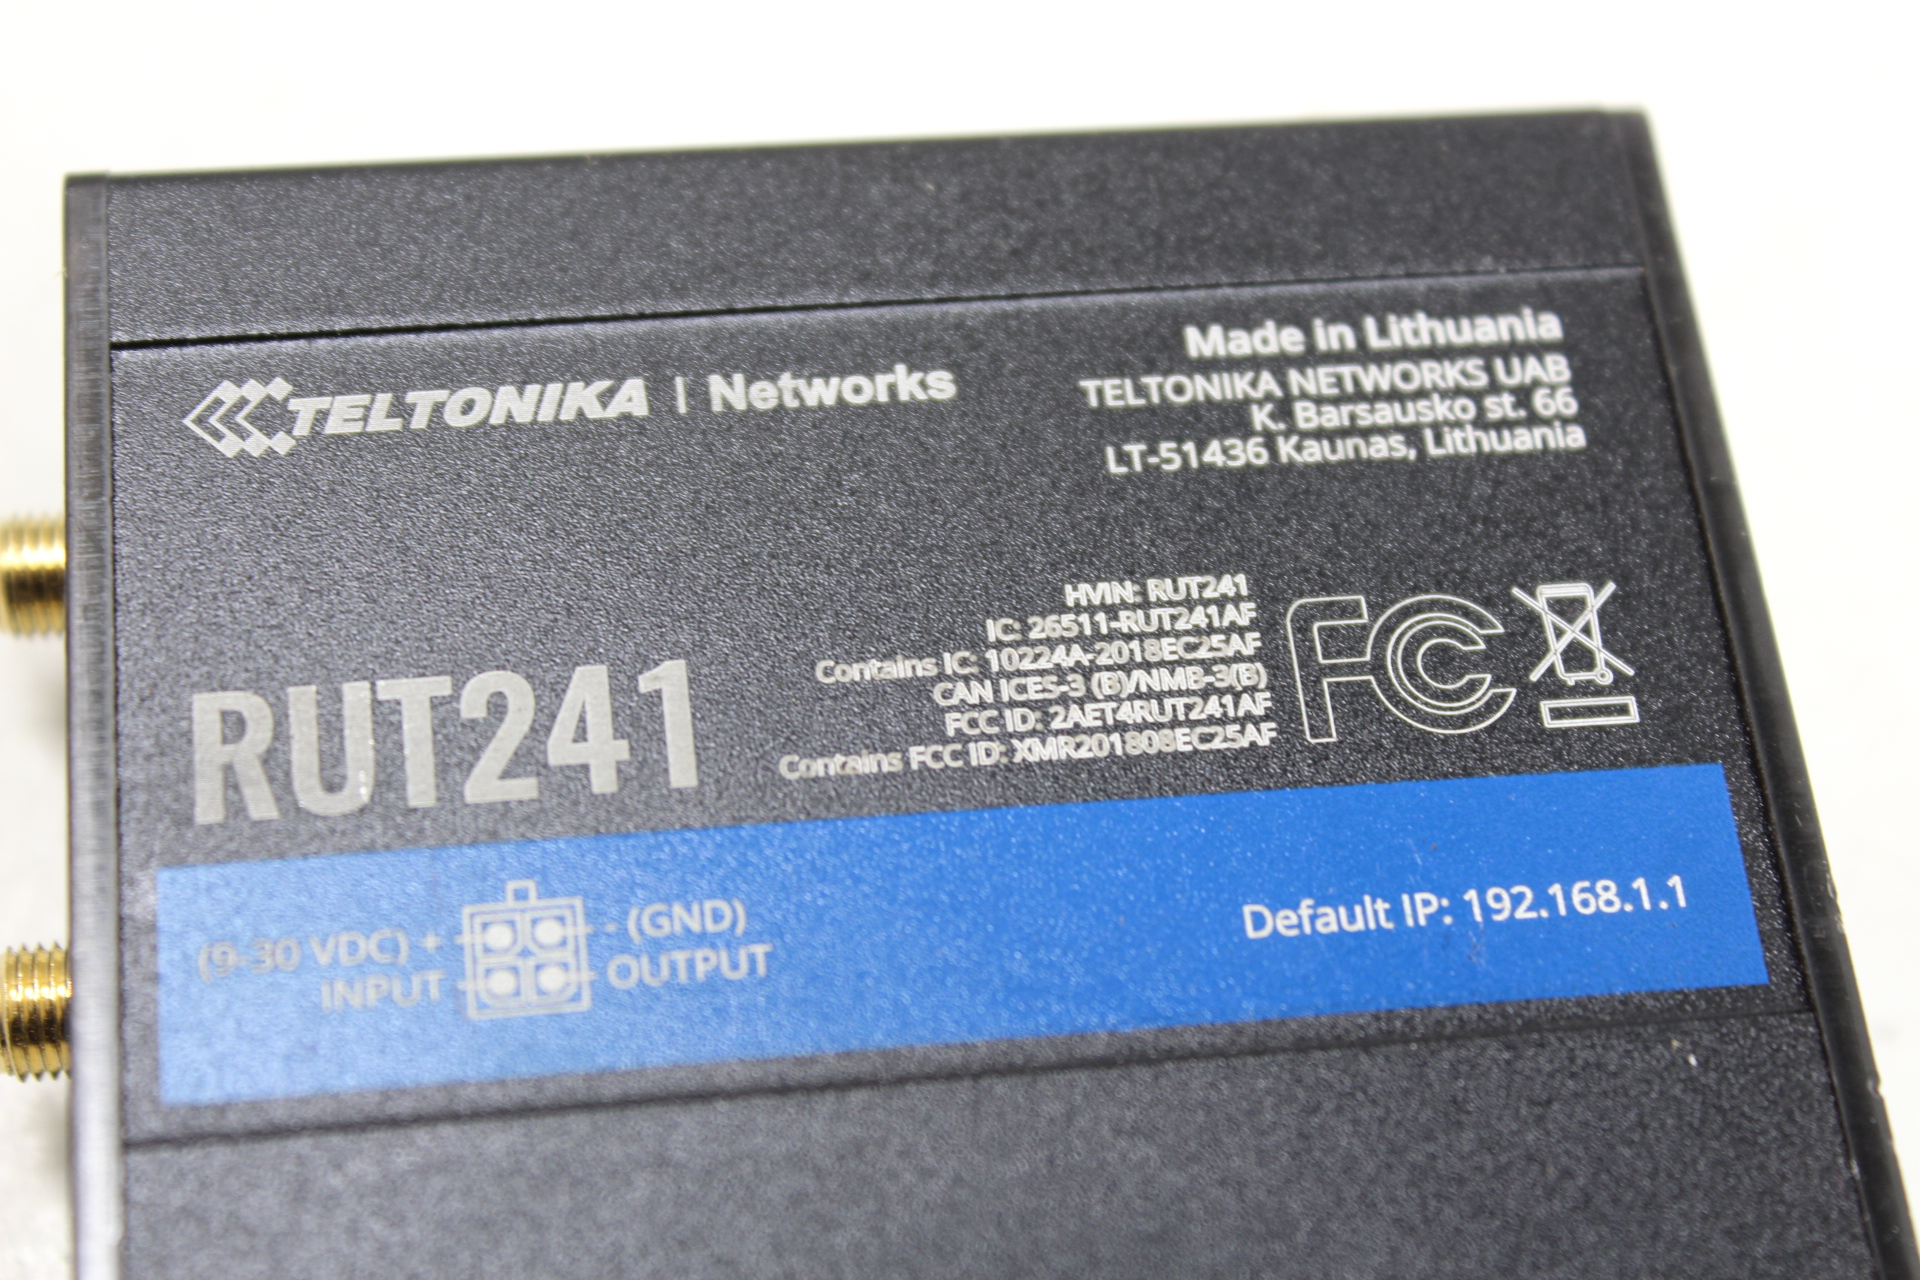 TELTONIKA | Networks
Made in Lithuania
TELTONIKA NETWORKS UAB
K. Barsausko st. 66
LT-51436 Kaunas, Lithuania
HVIN: RUT241
IC: 26511-RUT241AF
Contains IC: 10224A-2018EC25AF
CAN ICES-3 (B)/NMB-3(B)
FCC ID: 2AET4RUT241AF
Contains FCC ID: XMR201808EC25AF
FC
RUT241
(9-30 VDC) + - (GND)
INPUT OUTPUT
Default IP: 192.168.1.1